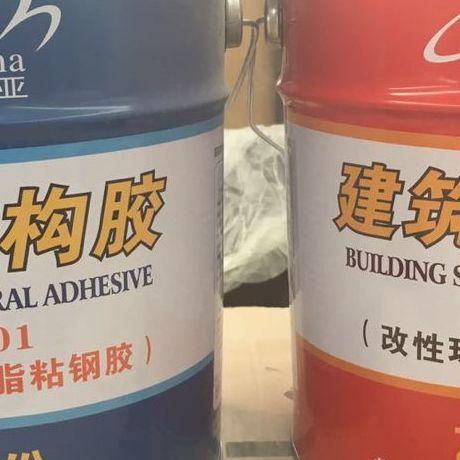 na
亚
构胶
RAL ADHESIVE
01
脂粘钢胶）
建筑
BUILDING S
（改性环